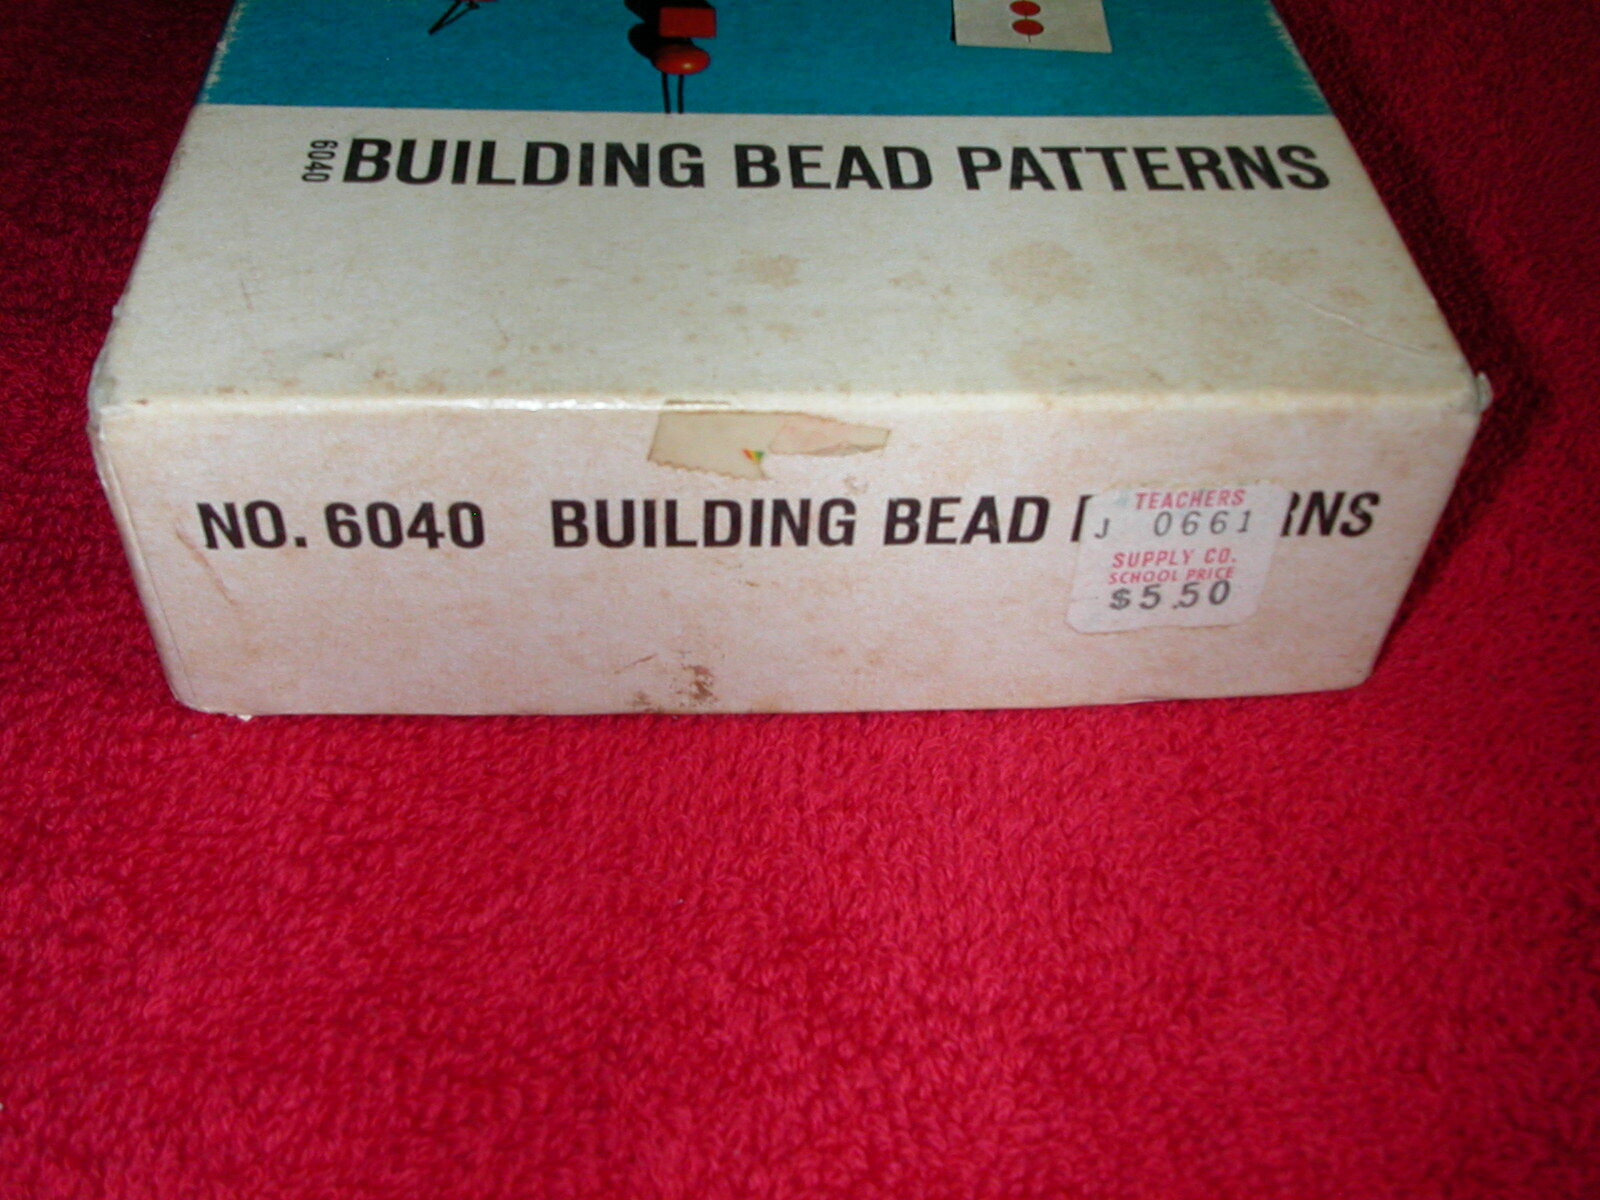 6040
BUILDING BEAD PATTERNS
NO. 6040 BUILDING BEAD RNS
TEACHERS
J 0661
SUPPLY CO.
SCHOOL PRICE
$5.50